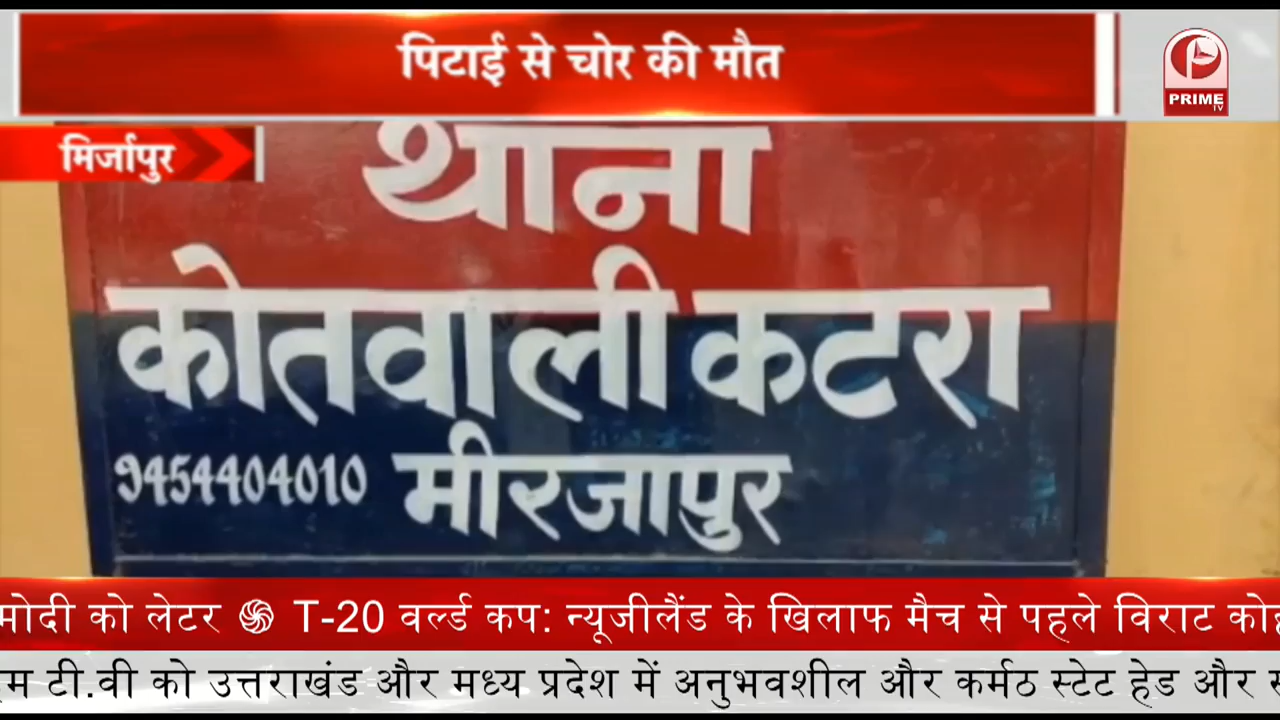 पिटाई से चोर की मौत
PRIME
TV
मिर्जापुर
थाना
कोतवाली कटरा
9454404010 मीरजापुर
मोदी को लेटर ֍ T-20 वर्ल्ड कप: न्यूजीलैंड के खिलाफ मैच से पहले विराट
टी.वी को उत्तराखंड और मध्य प्रदेश में अनुभवशील और कर्मठ स्टेट हेड और